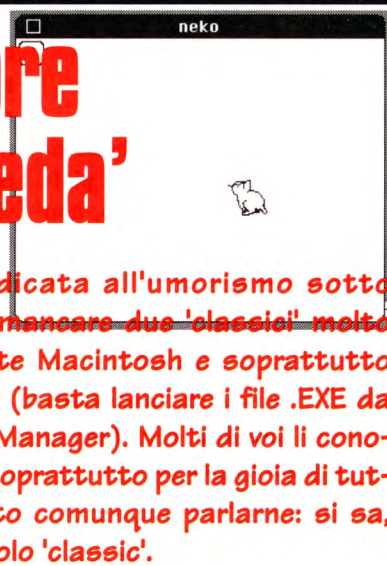 neko
ore
eda'
dicata all'umorismo sotto
mancare due 'classici' molto
te Macintosh e soprattutto
(basta lanciare i file .EXE da
Manager). Molti di voi li cono-
oprattutto per la gioia di tut-
to comunque parlarne: si sa,
olo 'classic'.